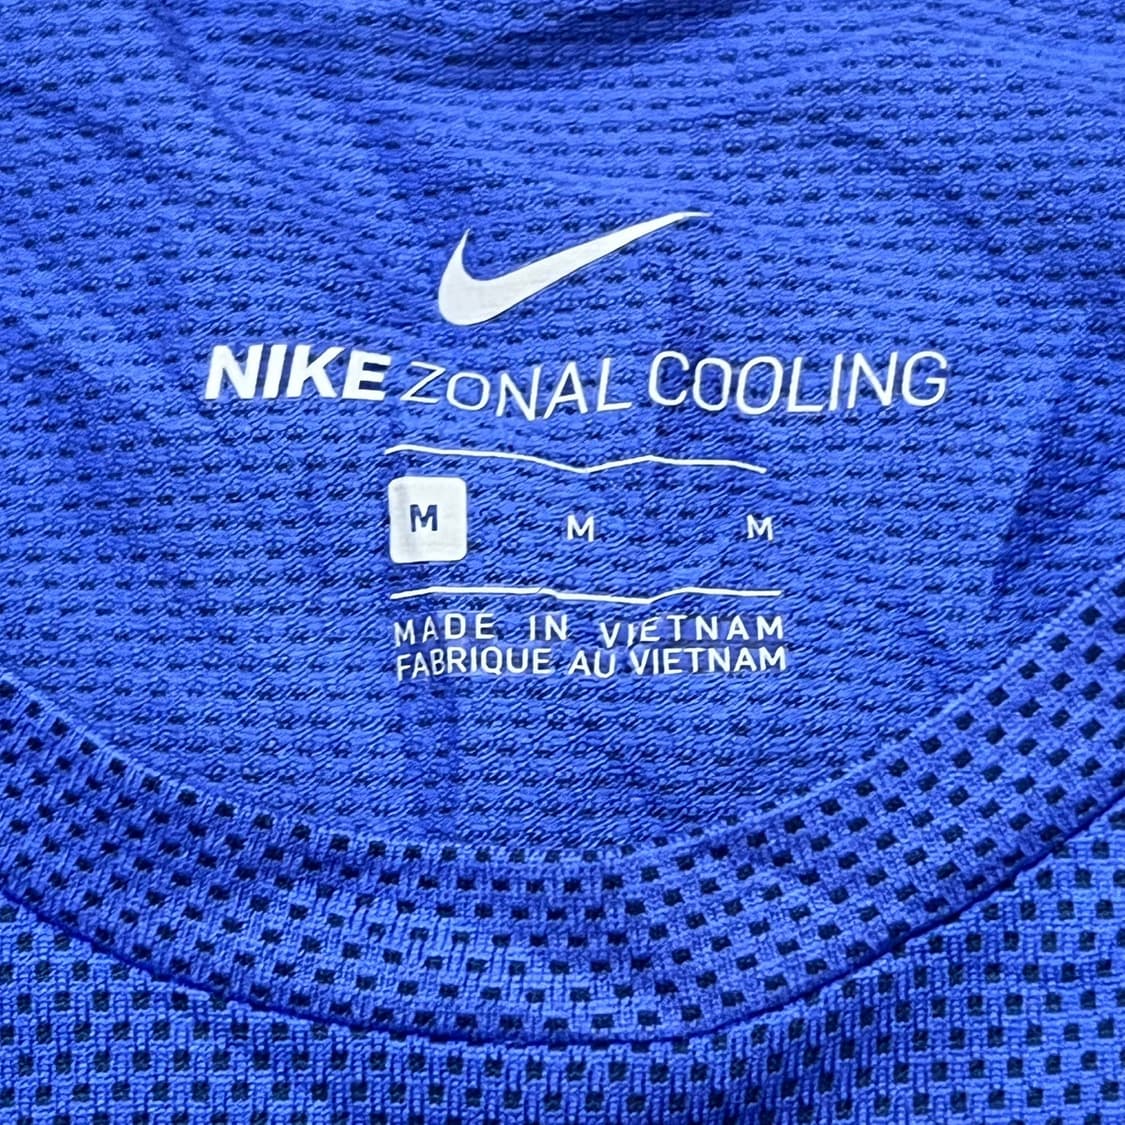 NIKE ZONAL COOLING
M M M
MADE IN VIETNAM
FABRIQUE AU VIETNAM